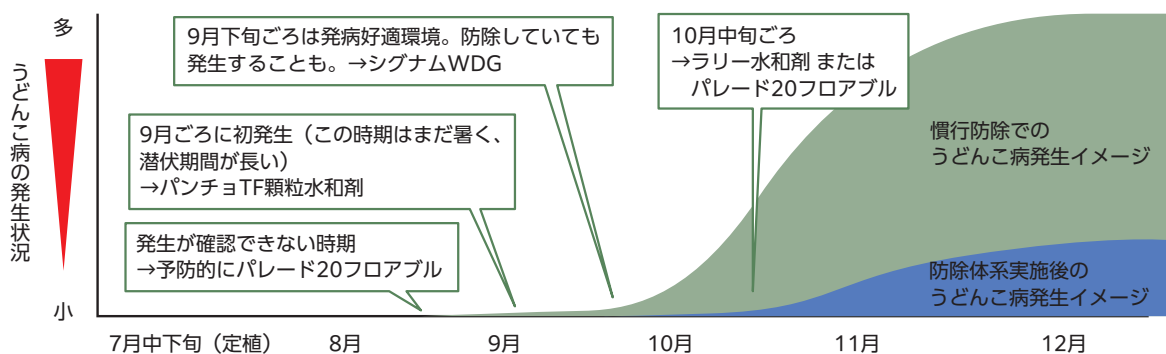 多
うどんこ病の発生状況
小
9月下旬ごろは発病好適環境。防除していても
発生することも。→シグナムWDG
10月中旬ごろ
→ラリー水和剤 または
パレード20フロアブル
9月ごろに初発生（この時期はまだ暑く、
潜伏期間が長い）
→パンチョTF顆粒水和剤
発生が確認できない時期
→予防的にパレード20フロアブル
慣行防除での
うどんこ病発生イメージ
防除体系実施後の
うどんこ病発生イメージ
7月中下旬（定植）
8月
9月
10月
11月
12月